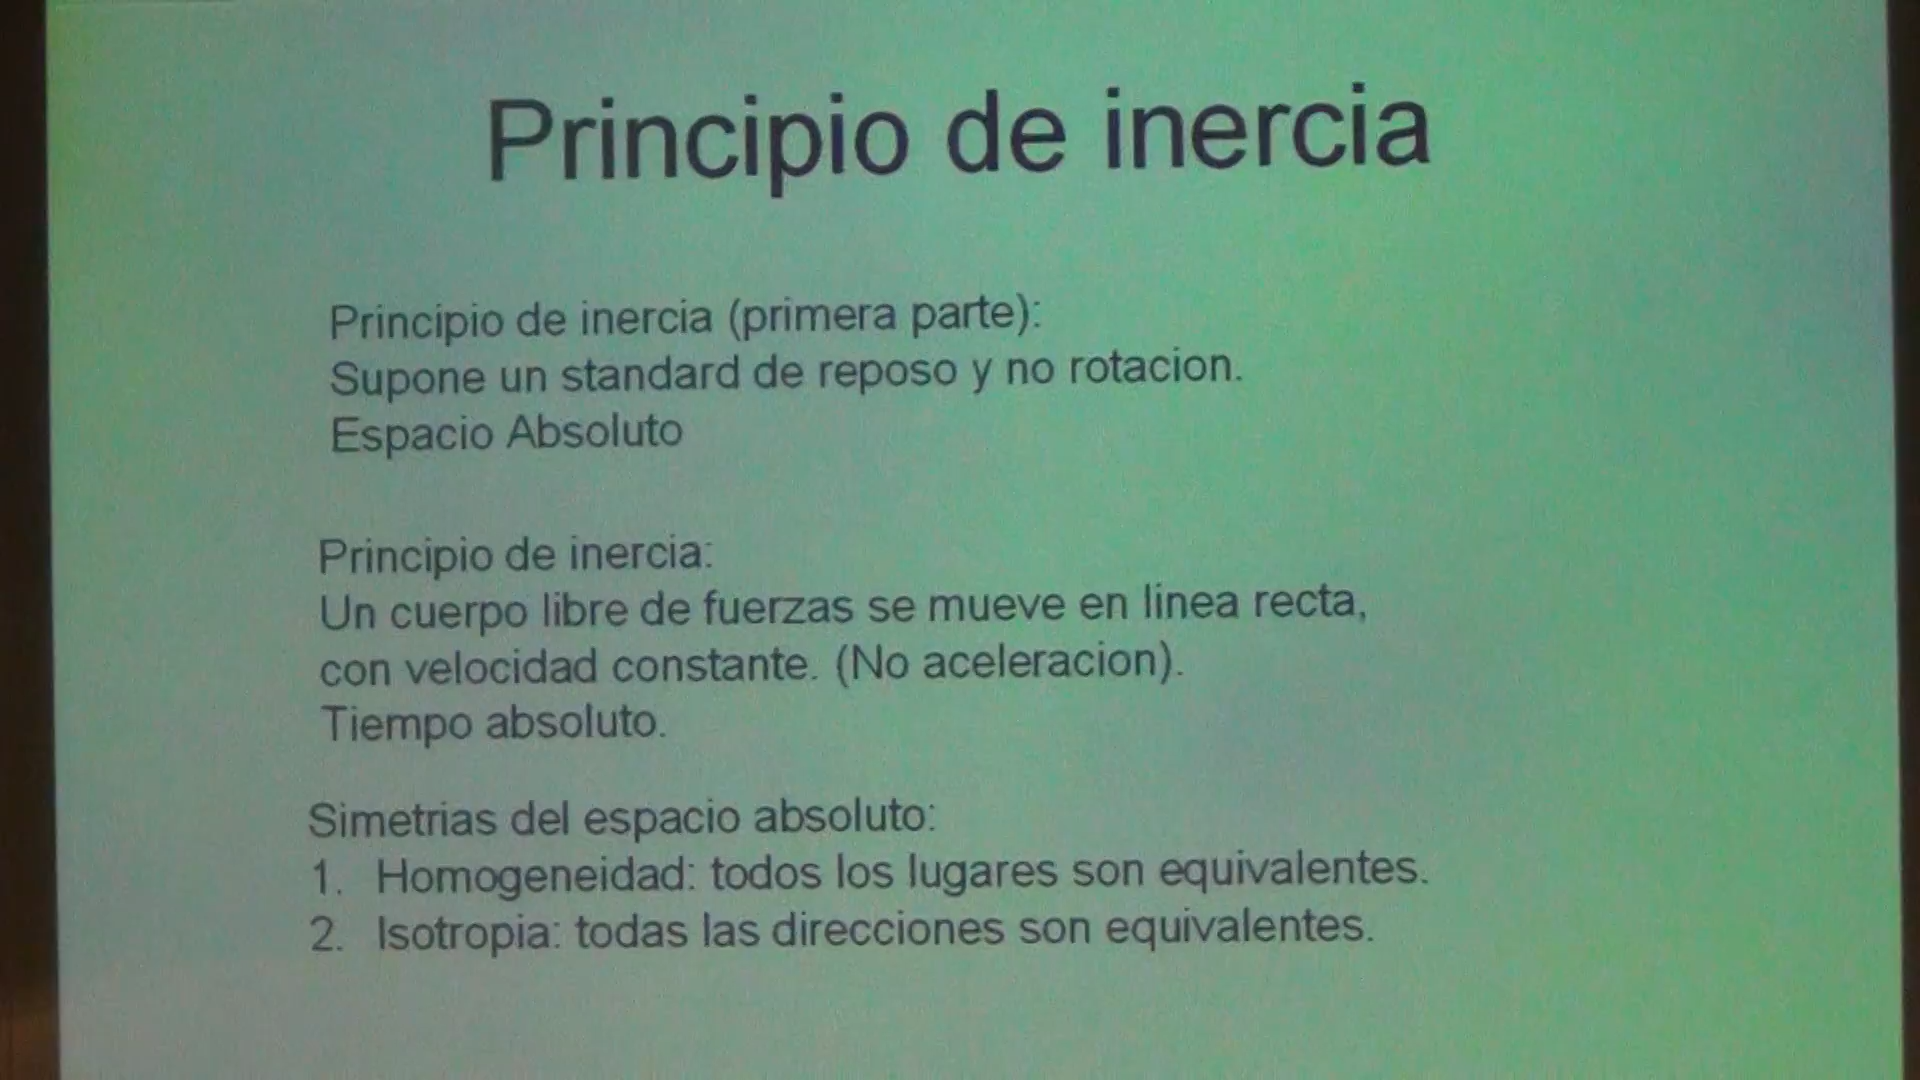 Principio de inercia
Principio de inercia (primera parte):
Supone un standard de reposo y no rotacion.
Espacio Absoluto
Principio de inercia:
Un cuerpo libre de fuerzas se mueve en linea recta,
con velocidad constante. (No aceleracion).
Tiempo absoluto.
Simetrias del espacio absoluto:
1. Homogeneidad: todos los lugares son equivalentes.
2. Isotropia: todas las direcciones son equivalentes.